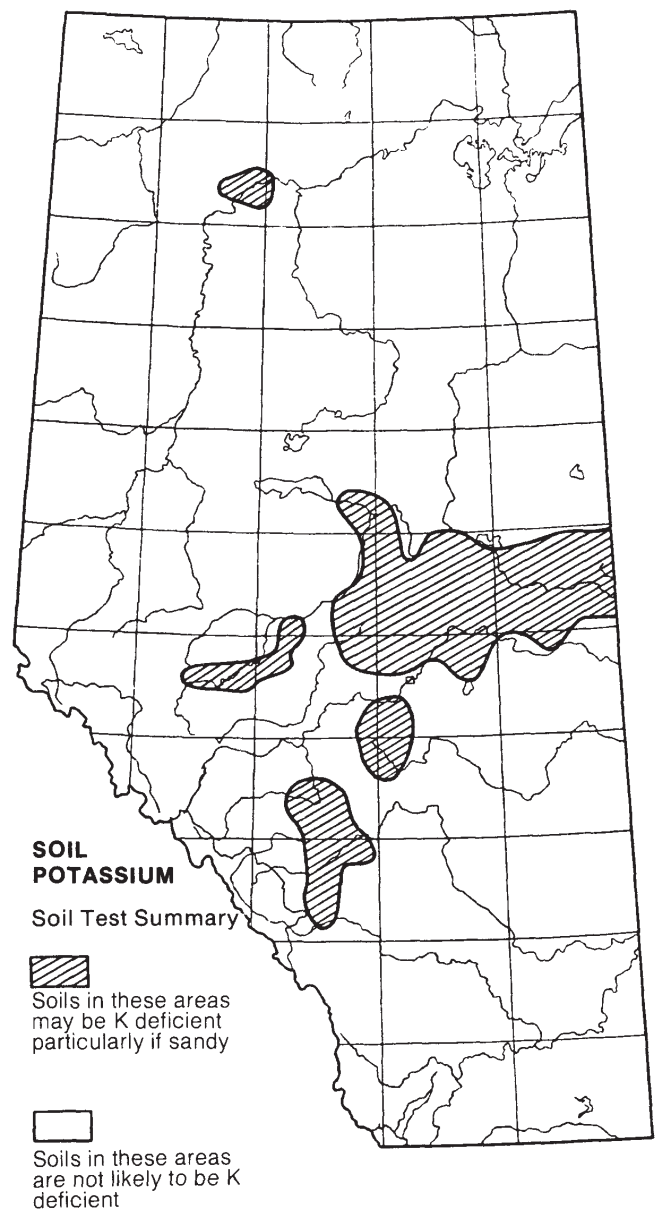 SOIL
POTASSIUM
Soil Test Summary
Soils in these areas
may be K deficient
particularly if sandy
Soils in these areas
are not likely to be K
deficient